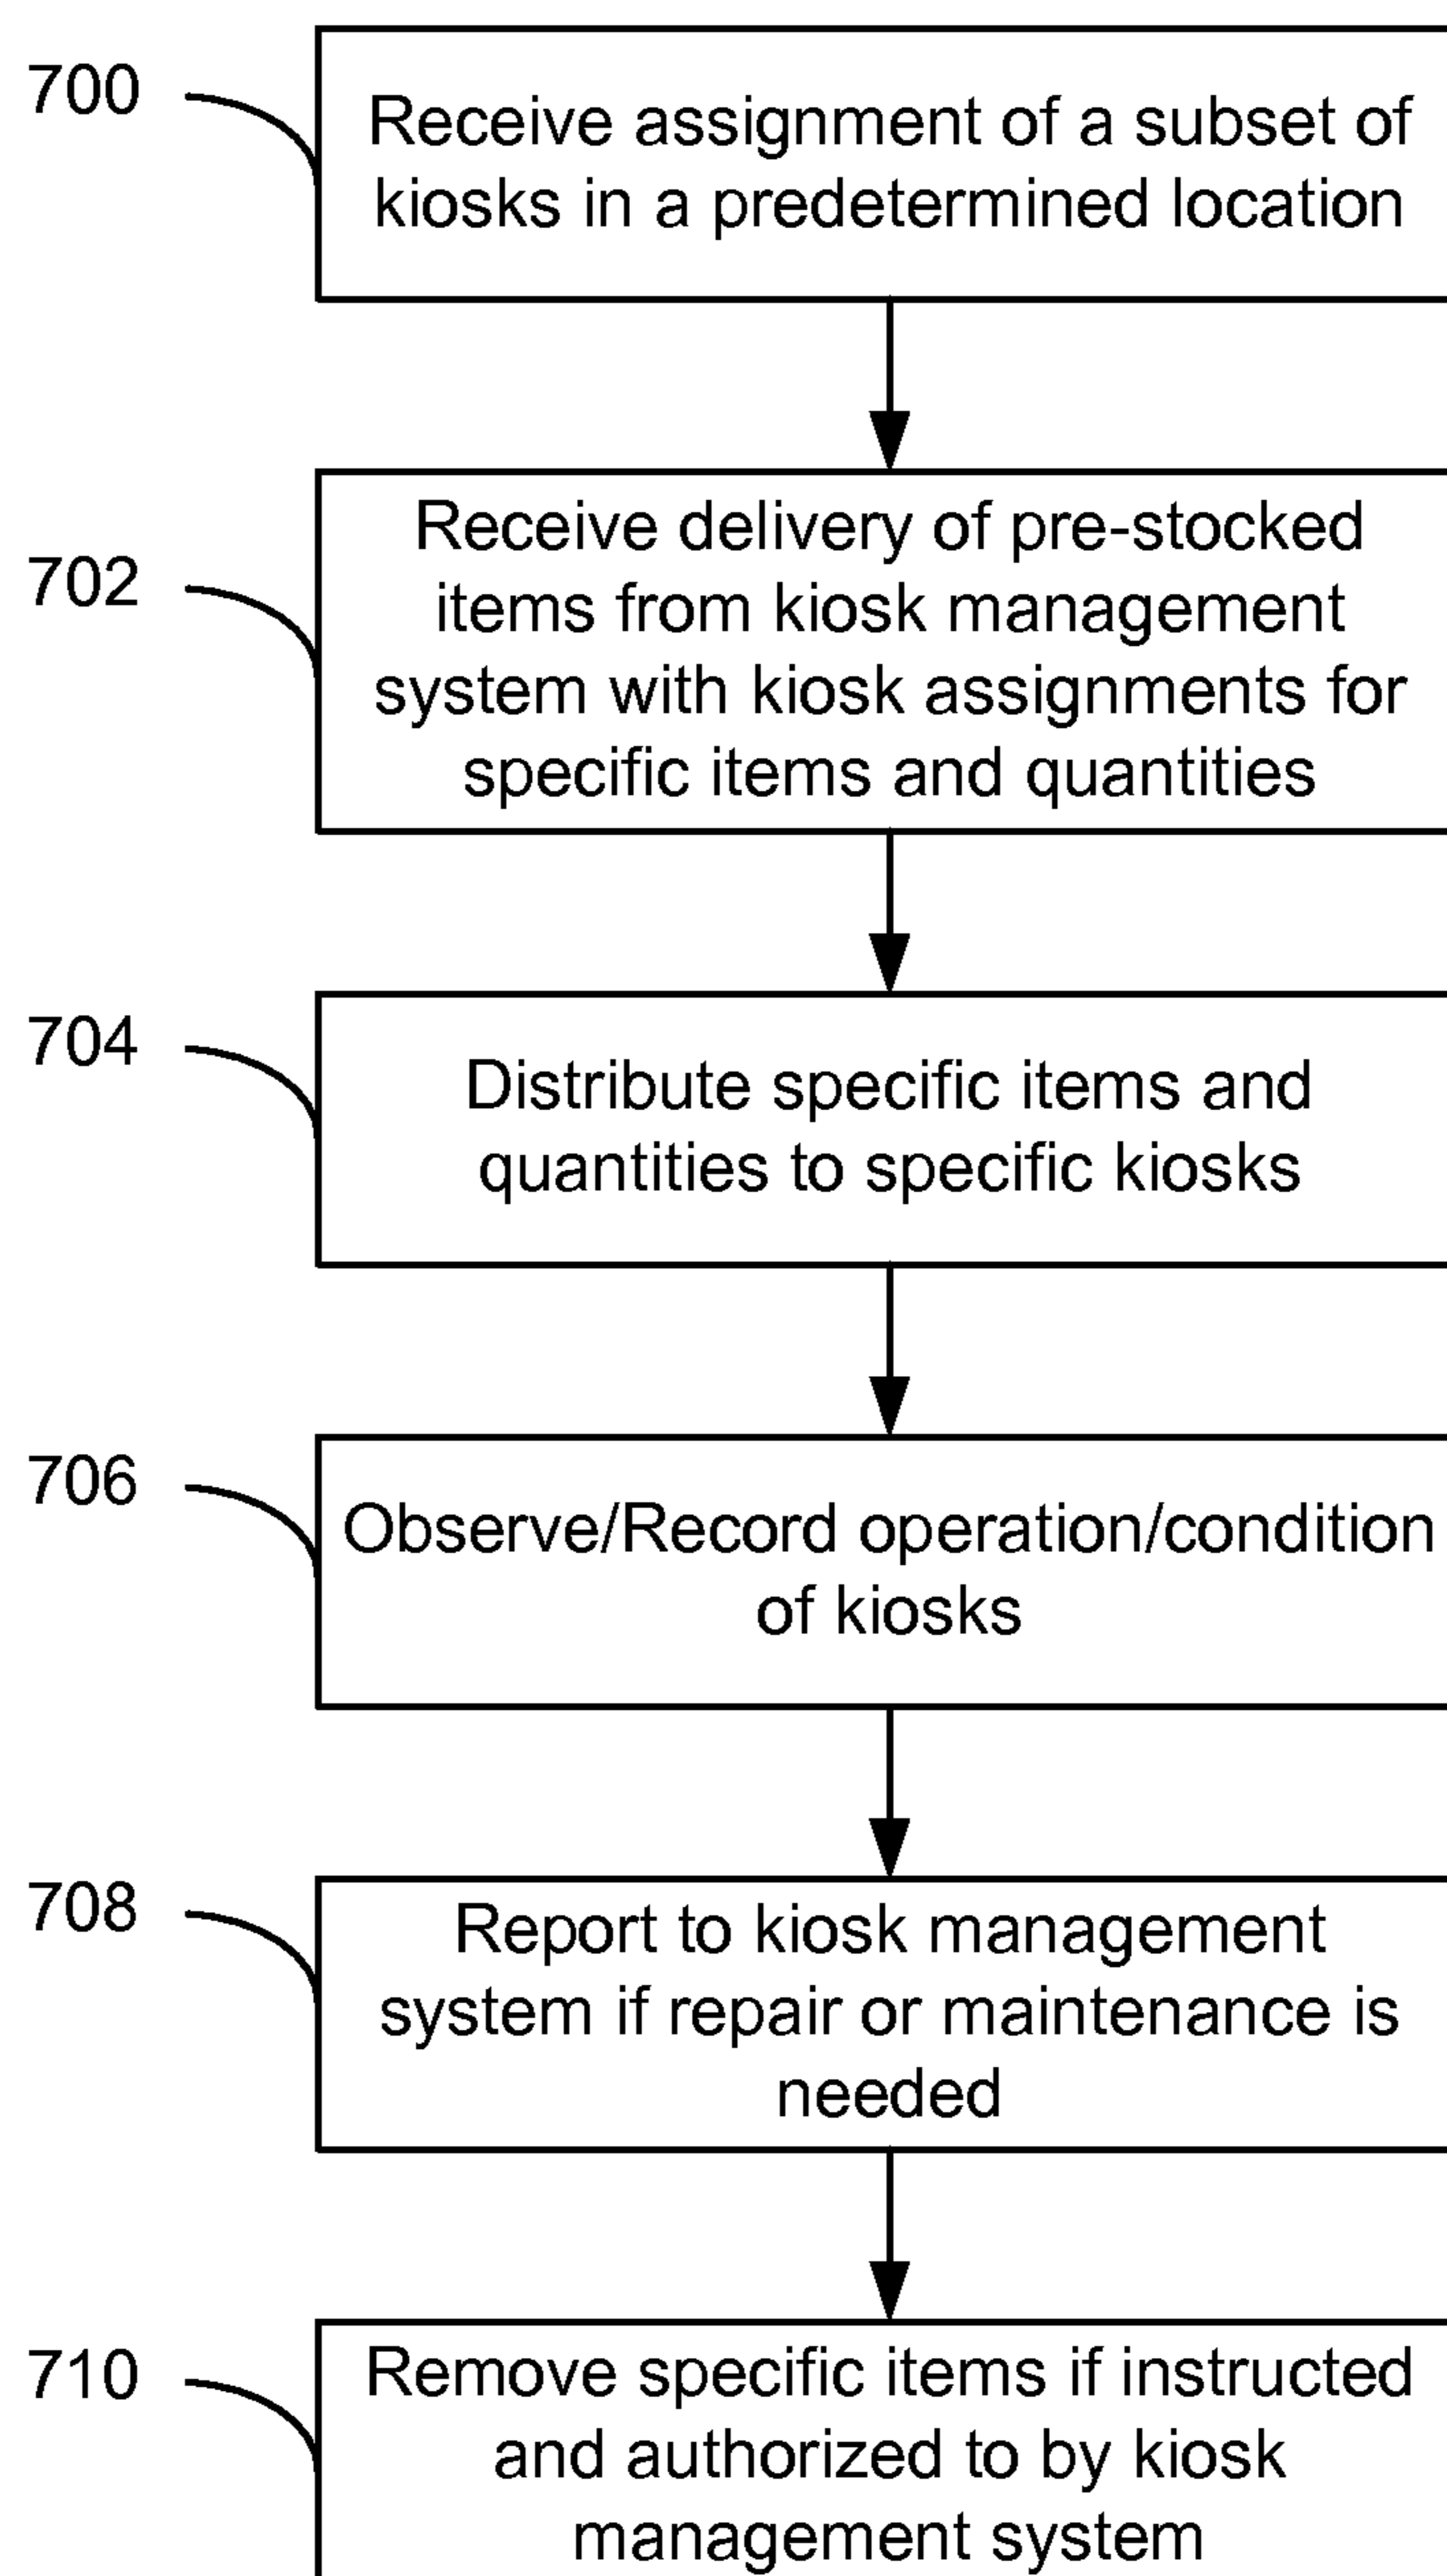 700
Receive assignment of a subset of
kiosks in a predetermined location
702
Receive delivery of pre-stocked
items from kiosk management
system with kiosk assignments for
specific items and quantities
704
Distribute specific items and
quantities to specific kiosks
706
Observe/Record operation/condition
of kiosks
708
Report to kiosk management
system if repair or maintenance is
needed
710
Remove specific items if instructed
and authorized to by kiosk
management system